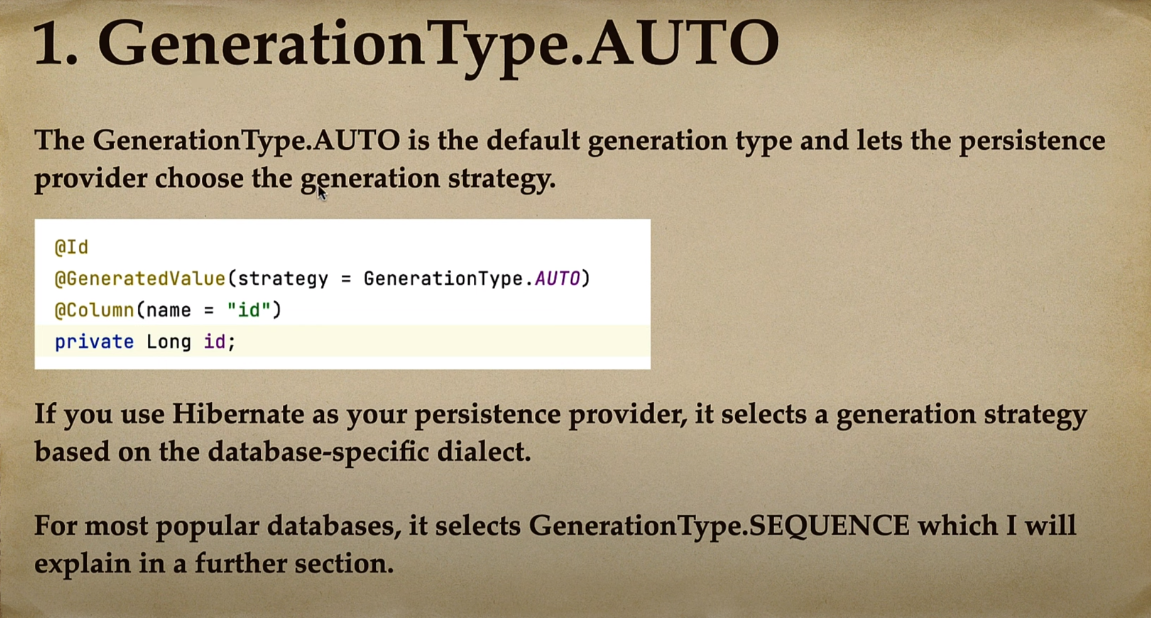 1. GenerationType.AUTO
The GenerationType.AUTO is the default generation type and lets the persistence
provider choose the generation strategy.
@Id
@GeneratedValue(strategy = GenerationType.AUTO)
@Column(name = "id")
private Long id;
If you use Hibernate as your persistence provider, it selects a generation strategy
based on the database-specific dialect.
For most popular databases, it selects GenerationType.SEQUENCE which I will
explain in a further section.